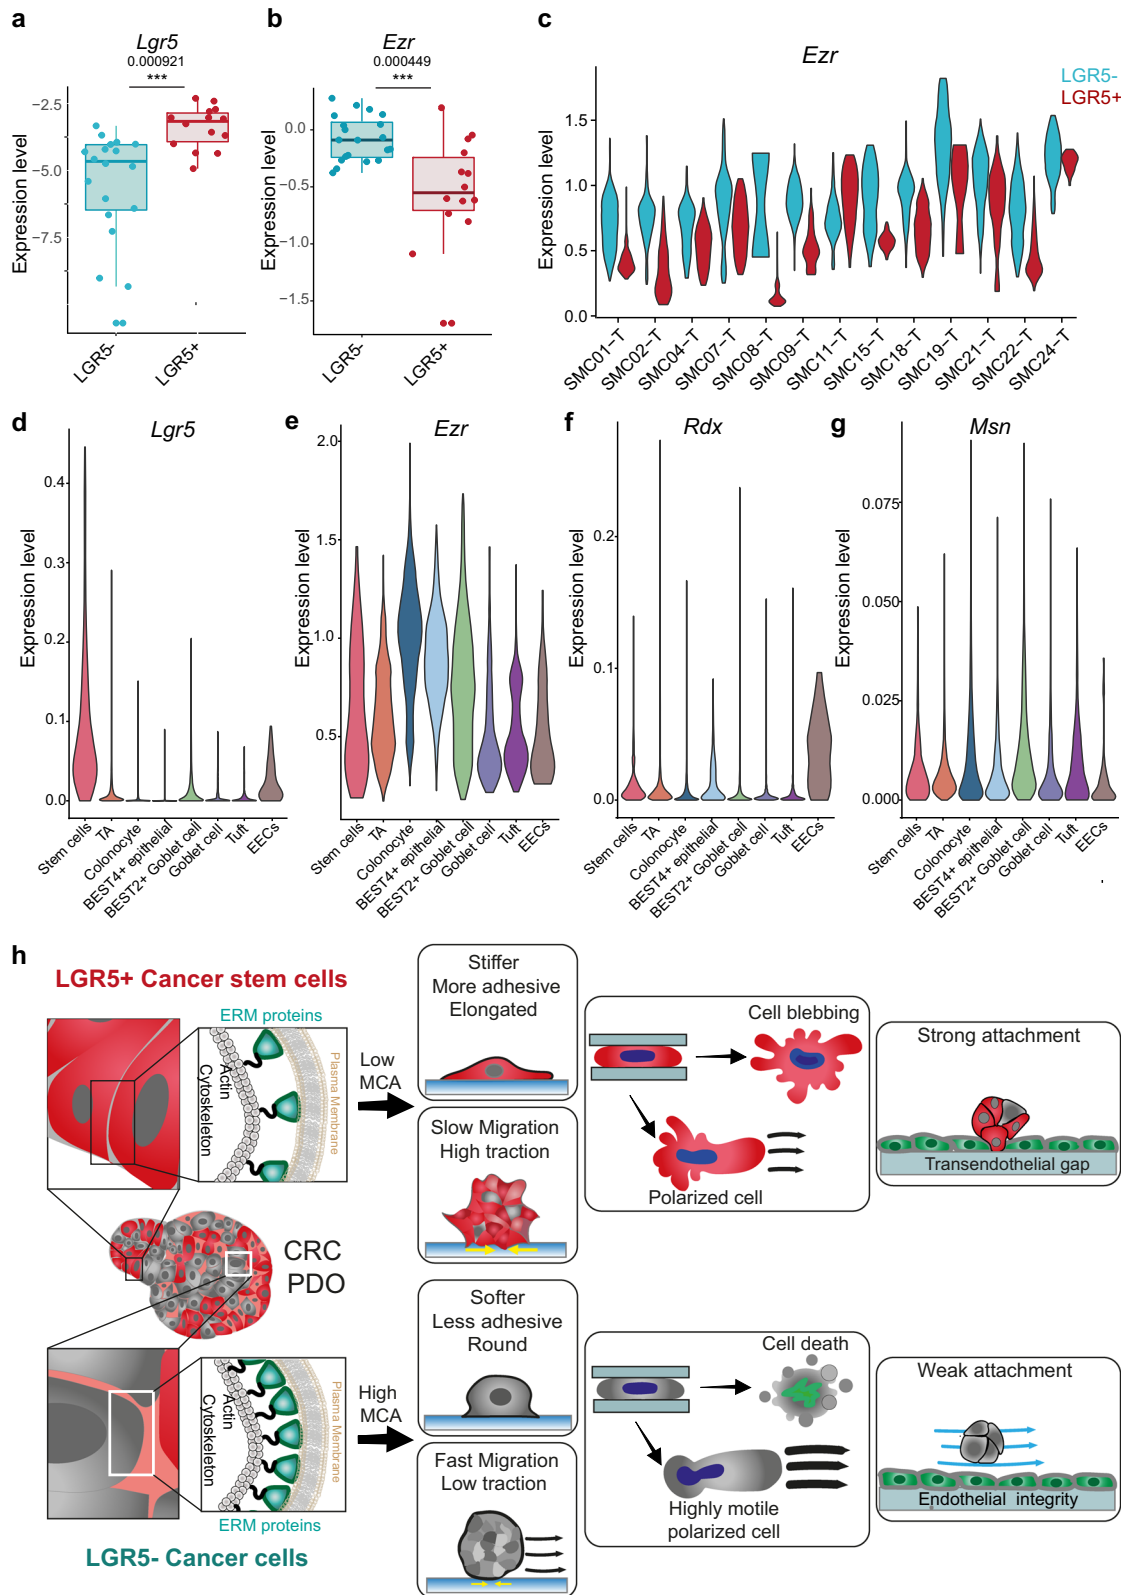 a
Lgr5
0.000921
***
Expression level
−2.5
−5.0
−7.5
LGR5-
LGR5+
b
Ezr
0.000449
***
Expression level
0.0
−0.5
−1.0
−1.5
LGR5-
LGR5+
c
Ezr
LGR5-
LGR5+
Expression level
1.5
1.0
0.5
0.0
SMC01−T
SMC02−T
SMC04−T
SMC07−T
SMC08−T
SMC09−T
SMC11−T
SMC15−T
SMC18−T
SMC19−T
SMC21−T
SMC22−T
SMC24−T
d
Lgr5
Expression level
0.4
0.3
0.2
0.1
0.0
Stem cells
TA
Colonocyte
BEST4+ epithelial
BEST2+ Goblet cell
Goblet cell
Tuft
EECs
e
Ezr
Expression level
2.0
1.5
1.0
0.5
Stem cells
TA
Colonocyte
BEST4+ epithelial
BEST2+ Goblet cell
Goblet cell
Tuft
EECs
f
Rdx
Expression level
0.2
0.1
0.0
Stem cells
TA
Colonocyte
BEST4+ epithelial
BEST2+ Goblet cell
Goblet cell
Tuft
EECs
g
Msn
Expression level
0.075
0.050
0.025
0.000
Stem cells
TA
Colonocyte
BEST4+ epithelial
BEST2+ Goblet cell
Goblet cell
Tuft
EECs
h
LGR5+ Cancer stem cells
ERM proteins
Actin
Cytoskeleton
Plasma Membrane
Low
MCA
Stiffer
More adhesive
Elongated
Slow Migration
High traction
Cell blebbing
Polarized cell
Strong attachment
Transendothelial gap
CRC
PDO
Actin
Cytoskeleton
Plasma Membrane
ERM proteins
LGR5- Cancer cells
High
MCA
Softer
Less adhesive
Round
Fast Migration
Low traction
Cell death
Highly motile
polarized cell
Weak attachment
Endothelial integrity